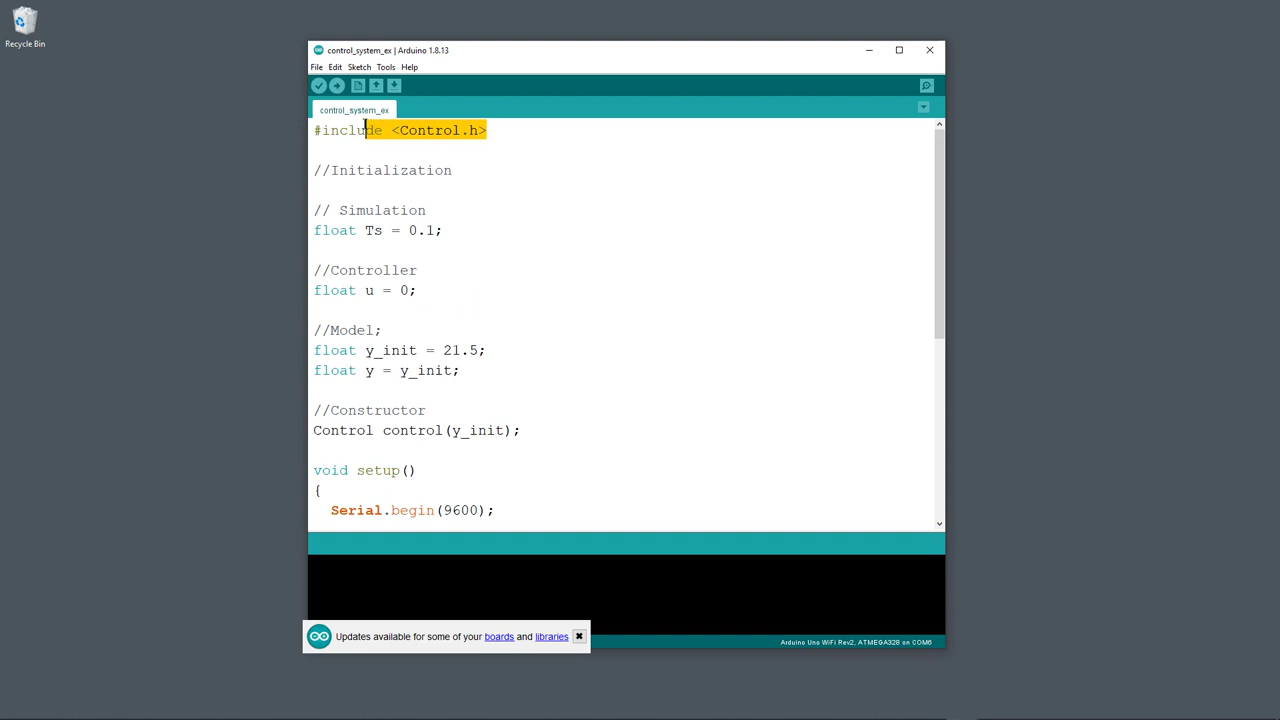 Recycle Bin
control_system_ex | Arduino 1.8.13
File Edit Sketch Tools Help
control_system_ex
#include <Control.h>
//Initialization
// Simulation
float Ts = 0.1;
//Controller
float u = 0;
//Model;
float y_init = 21.5;
float y = y_init;
//Constructor
Control control(y_init);
void setup()
{
Serial.begin(9600);
Updates available for some of your boards and libraries
Arduino Uno WiFi Rev2, ATMEGA328 on COM6